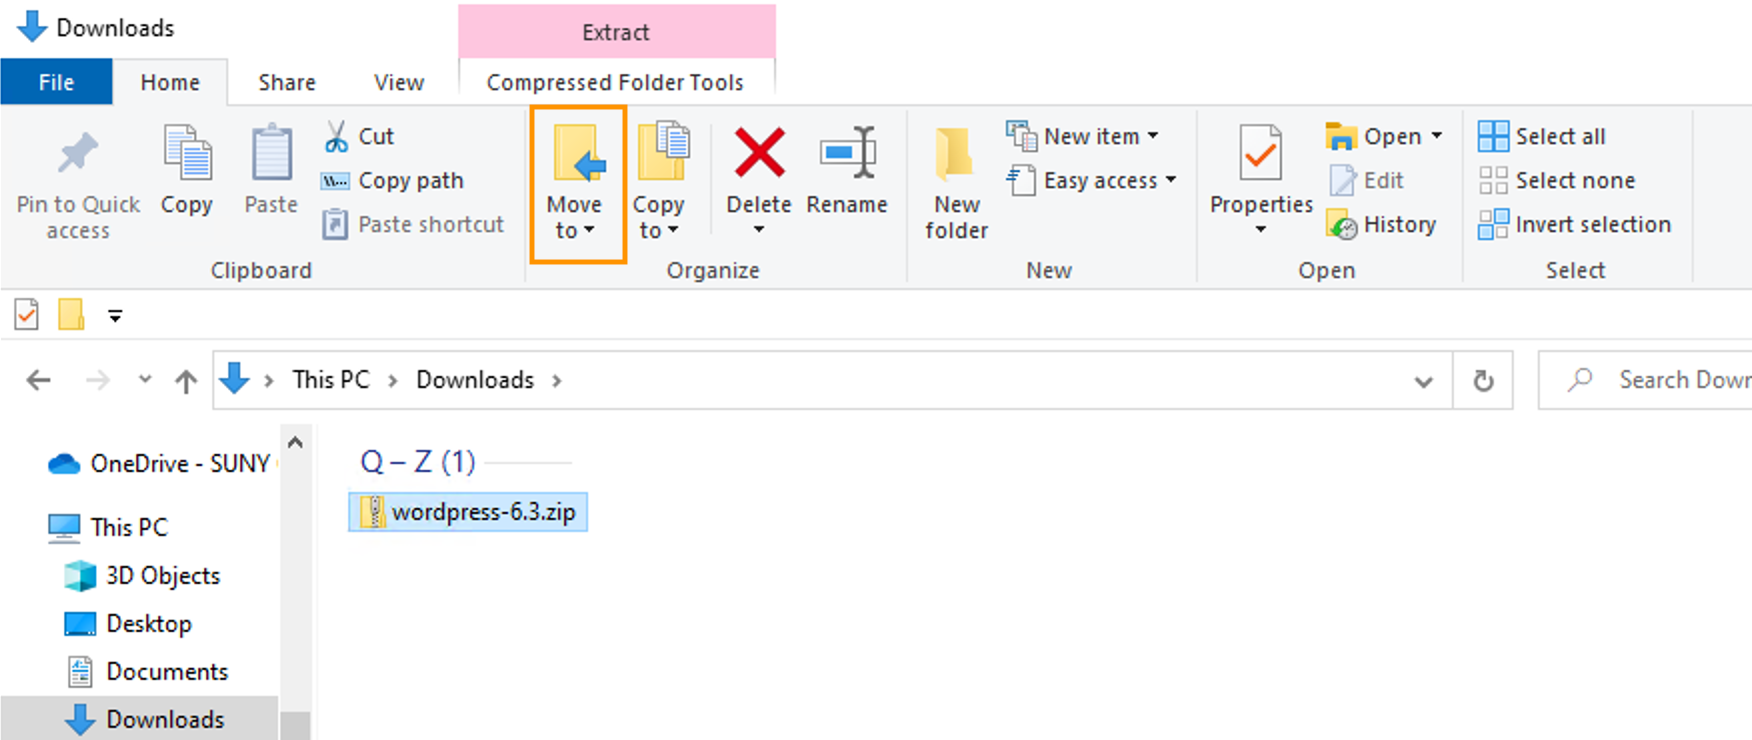 Downloads
Extract
File
Home
Share
View
Compressed Folder Tools
Pin to Quick
access
Copy
Paste
Cut
Copy path
Paste shortcut
Clipboard
Move
to
Copy
to
Delete
Rename
Organize
New
folder
New item
Easy access
New
Properties
Open
Edit
History
Open
Select all
Select none
Invert selection
Select
This PC
Downloads
Search Down
OneDrive - SUNY
This PC
3D Objects
Desktop
Documents
Downloads
Q – Z (1)
wordpress-6.3.zip